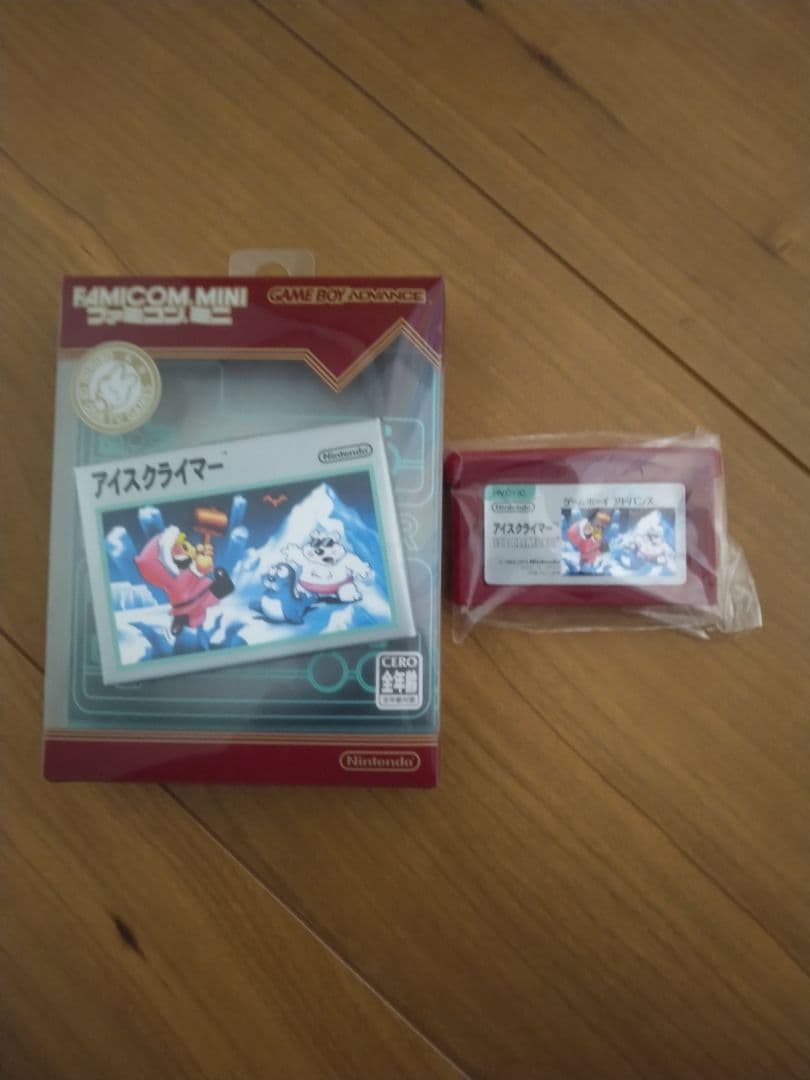 FAMICOM MINI
ファミコンミニ
GAME BOY ADVANCE
アイスクライマー
Nintendo
CERO
全年齢
Nintendo
Nintendo
ゲームボーイ アドバンス
アイスクライマー
Nintendo